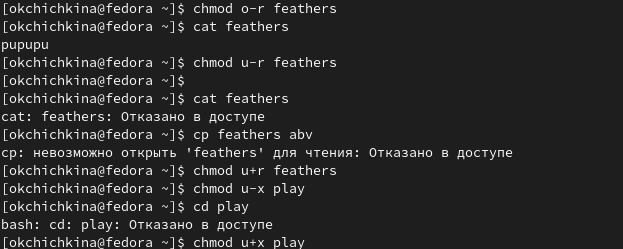 [okchichkina@fedora ~]$ chmod o-r feathers
[okchichkina@fedora ~]$ cat feathers
pupupu
[okchichkina@fedora ~]$ chmod u-r feathers
[okchichkina@fedora ~]$
[okchichkina@fedora ~]$ cat feathers
cat: feathers: Отказано в доступе
[okchichkina@fedora ~]$ cp feathers abv
cp: невозможно открыть 'feathers' для чтения: Отказано в доступе
[okchichkina@fedora ~]$ chmod u+r feathers
[okchichkina@fedora ~]$ chmod u-x play
[okchichkina@fedora ~]$ cd play
bash: cd: play: Отказано в доступе
[okchichkina@fedora ~]$ chmod u+x play